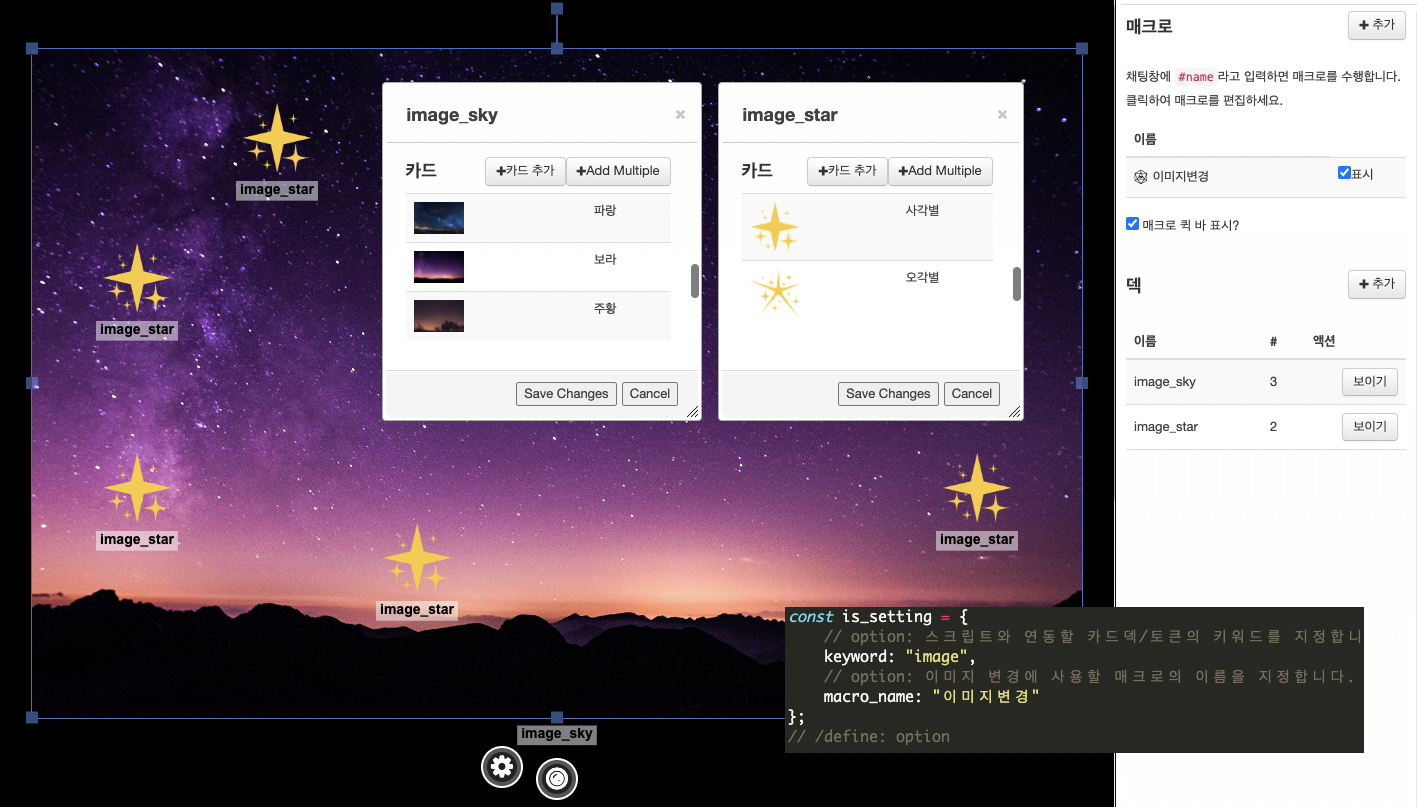 image_star
image_star
image_star
image_star
image_star
image_sky
image_sky
×
카드
+카드 추가
+Add Multiple
파랑
보라
주황
Save Changes
Cancel
image_star
×
카드
+카드 추가
+Add Multiple
사각별
오각별
Save Changes
Cancel
const is_setting = {
// option: 스크립트와 연동할 카드덱/토큰의 키워드를 지정합니
keyword: "image",
// option: 이미지 변경에 사용할 매크로의 이름을 지정합니다.
macro_name: "이미지변경"
};
// /define: option
매크로
+ 추가
채팅창에 #name 라고 입력하면 매크로를 수행합니다.
클릭하여 매크로를 편집하세요.
이름
이미지변경 표시
매크로 퀵 바 표시?
덱
+ 추가
이름 # 액션
image_sky 3 보이기
image_star 2 보이기